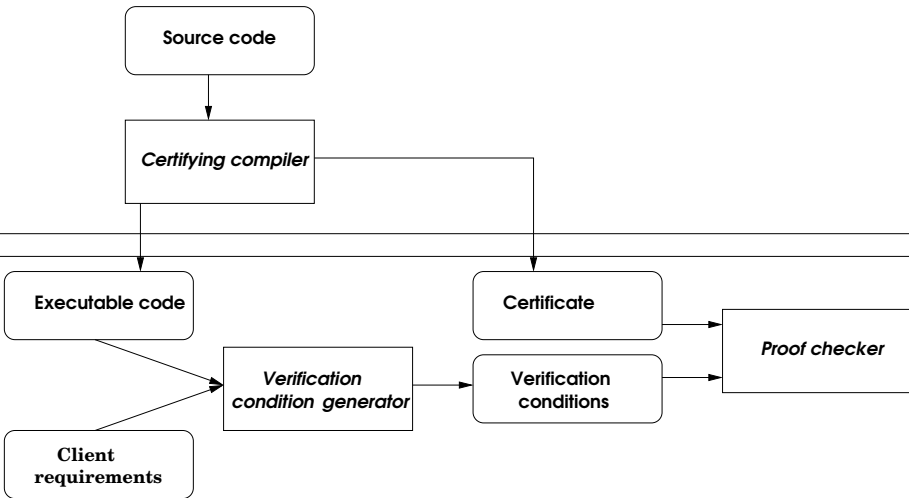 Source code
Certifying compiler
Executable code
Certificate
Proof checker
Verification
condition generator
Verification
conditions
Client
requirements